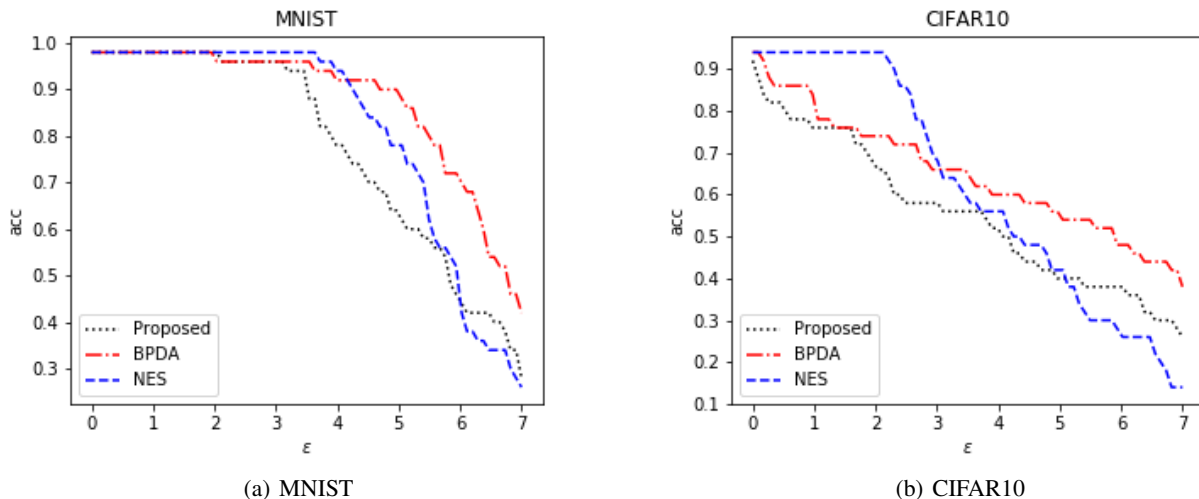 MNIST
1.0
0.9
0.8
0.7
0.6
0.5
0.4
0.3
acc
Proposed
BPDA
NES
0 1 2 3 4 5 6 7
ε
(a) MNIST
CIFAR10
0.9
0.8
0.7
0.6
0.5
0.4
0.3
0.2
0.1
acc
Proposed
BPDA
NES
0 1 2 3 4 5 6 7
ε
(b) CIFAR10